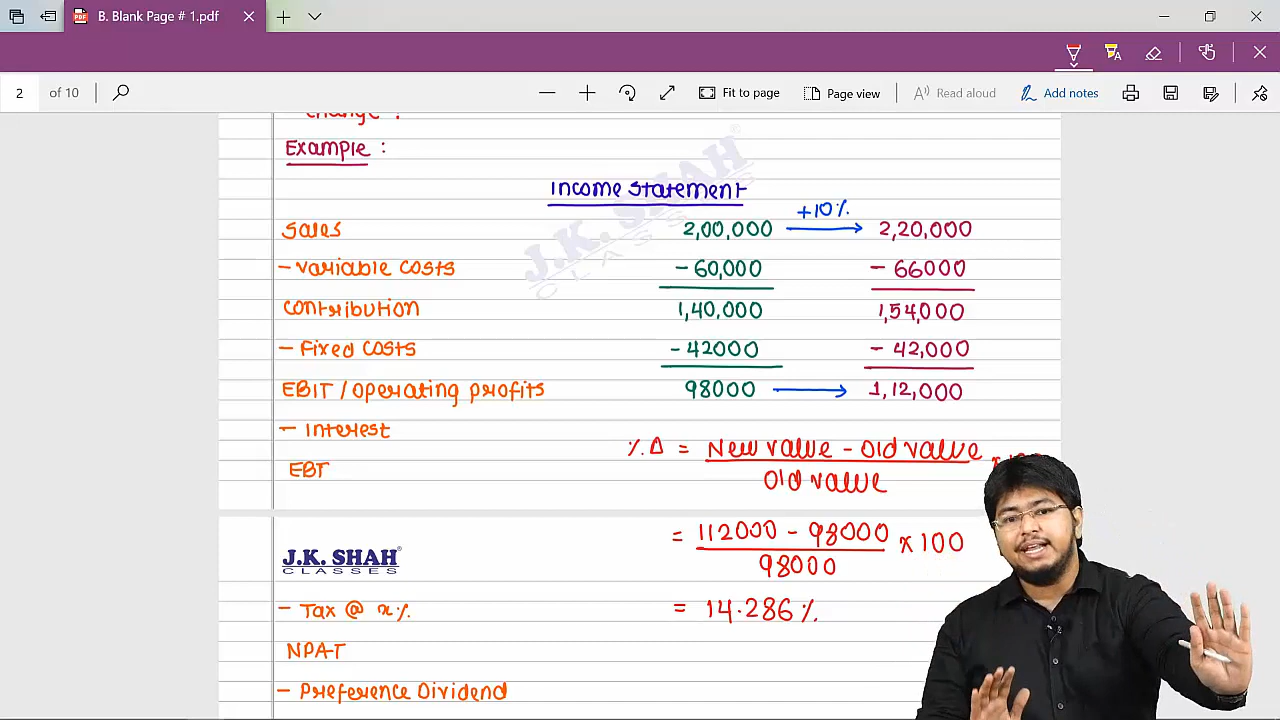 B. Blank Page # 1.pdf
2 of 10 Fit to page Page view Read aloud Add notes
change :
Example :
Income Statement
+10%
Sales 2,00,000 2,20,000
- Variable Costs - 60,000 - 66000
Contribution 1,40,000 1,54,000
- Fixed Costs - 42000 - 42,000
EBIT / operating profits 98000 1,12,000
- Interest
% Δ = New value - Old value
Old value
EBT
= 112000 - 98000 × 100
98000
J.K. SHAH
CLASSES
- Tax @ x% = 14.286%
NPAT
- Preference Dividend
J.K. SHAH
CLASSES